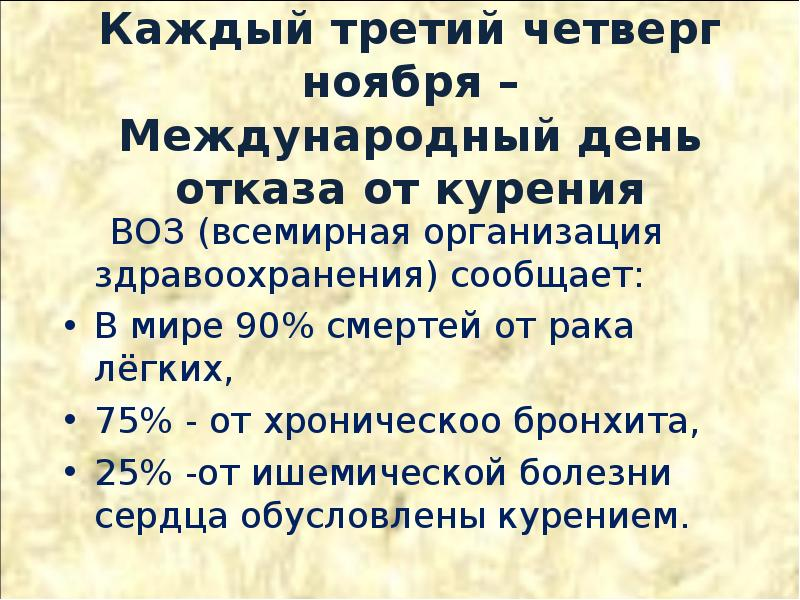 Каждый третий четверг
ноября –
Международный день
отказа от курения
ВОЗ (всемирная организация
здравоохранения) сообщает:
• В мире 90% смертей от рака
лёгких,
• 75% - от хроническоо бронхита,
• 25% -от ишемической болезни
сердца обусловлены курением.